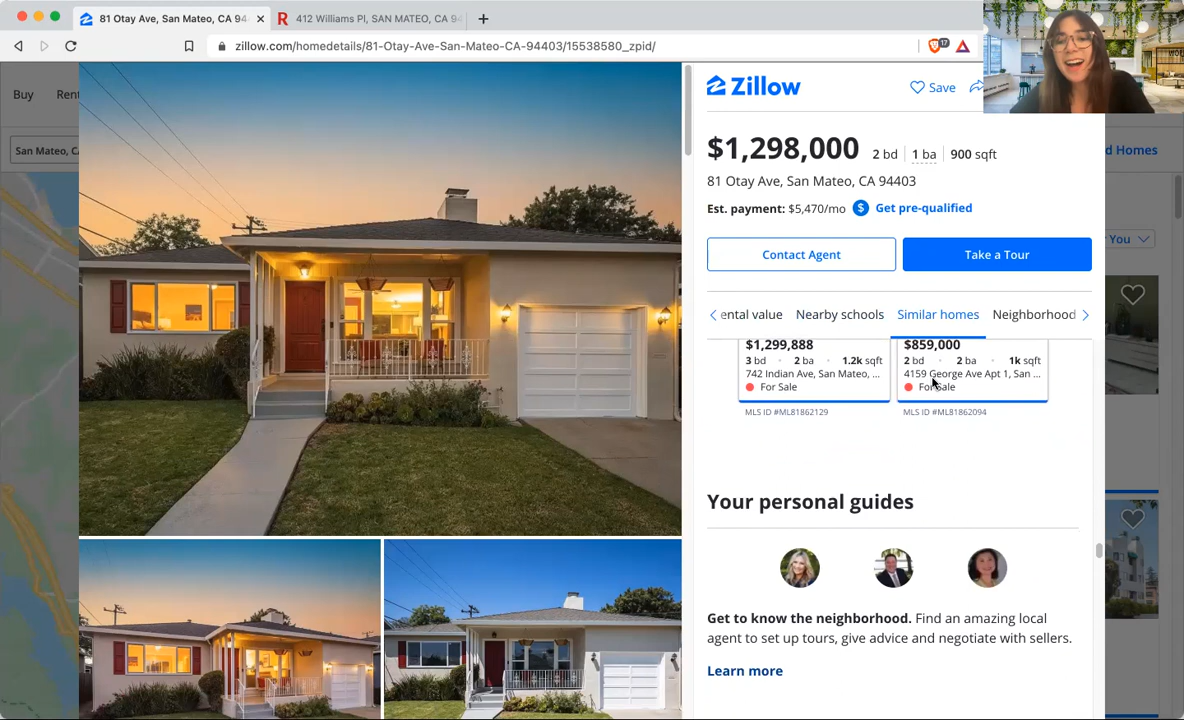 81 Otay Ave, San Mateo, CA 94
412 Williams Pl, SAN MATEO, CA 9
zillow.com/homedetails/81-Otay-Ave-San-Mateo-CA-94403/15538580_zpid/
17
Buy
Rent
San Mateo, CA
d Homes
You
Zillow
Save
$1,298,000
2 bd
1 ba
900 sqft
81 Otay Ave, San Mateo, CA 94403
Est. payment: $5,470/mo
$
Get pre-qualified
Contact Agent
Take a Tour
ental value
Nearby schools
Similar homes
Neighborhood
$1,299,888
3 bd · 2 ba · 1.2k sqft
742 Indian Ave, San Mateo, ...
For Sale
MLS ID #ML81862129
$859,000
2 bd · 2 ba · 1k sqft
4159 George Ave Apt 1, San ...
For Sale
MLS ID #ML81862094
Your personal guides
Get to know the neighborhood. Find an amazing local
agent to set up tours, give advice and negotiate with sellers.
Learn more